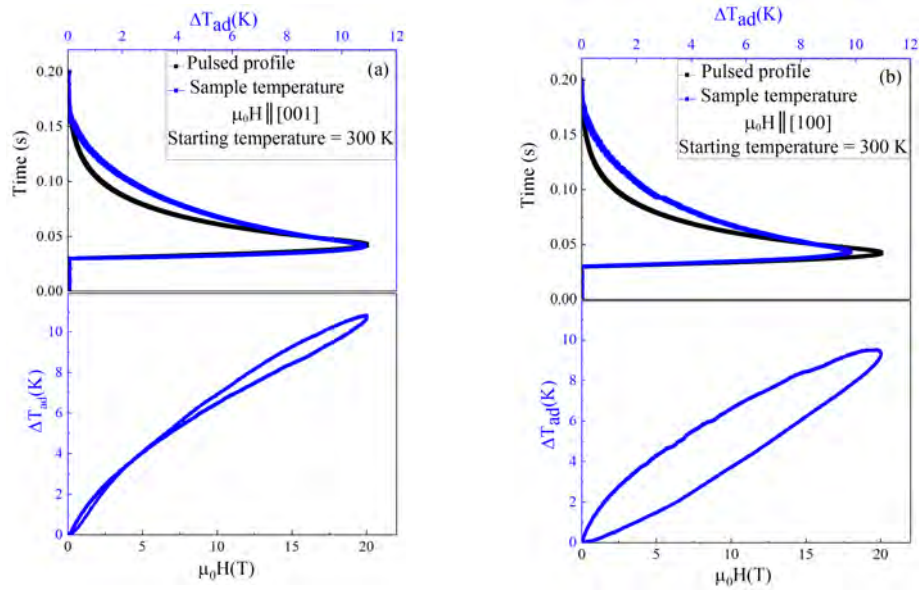 ΔT_ad(K)
0 2 4 6 8 10 12
(a)
Pulsed profile
Sample temperature
μ₀H ∥ [001]
Starting temperature = 300 K
Time (s)
0.20
0.15
0.10
0.05
0.00
ΔT_ad(K)
10
8
6
4
2
0
0 5 10 15 20
μ₀H(T)
ΔT_ad(K)
0 2 4 6 8 10 12
(b)
Pulsed profile
Sample temperature
μ₀H ∥ [100]
Starting temperature = 300 K
Time (s)
0.20
0.15
0.10
0.05
0.00
ΔT_ad(K)
10
8
6
4
2
0
0 5 10 15 20
μ₀H(T)